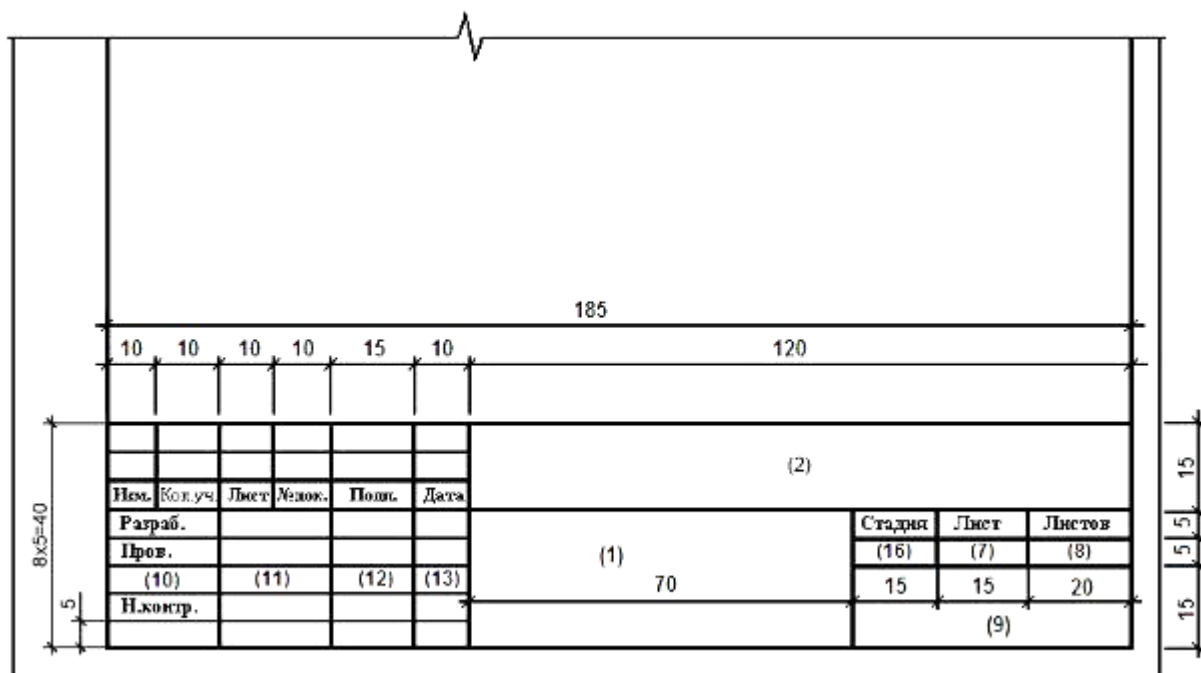 185
10 10 10 10 15 10 120
(2)
15
Изм. Кол.уч. Лист №док. Подп. Дата
8x5=40
Разраб.
Стадия Лист Листов
5
Пров.
(1)
(16) (7) (8)
5
(10) (11) (12) (13)
70
15 15 20
15
5
Н.контр.
(9)